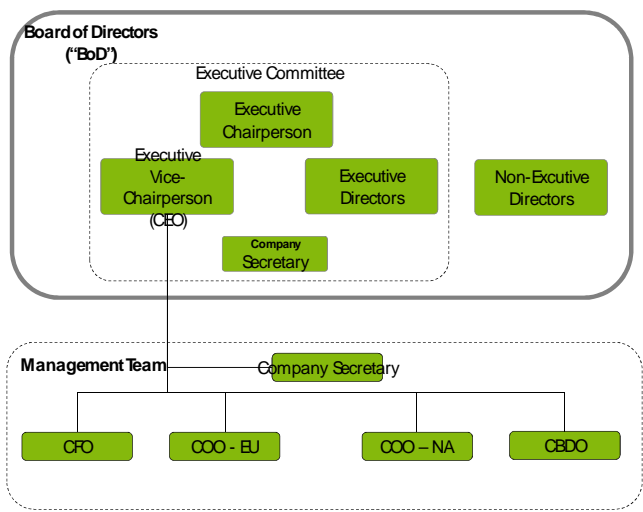 Board of Directors
(“BoD”)
Executive Committee
Executive
Chairperson
Executive
Vice-
Chairperson
(CEO)
Executive
Directors
Non-Excutive
Directors
Company
Secretary
Management Team
Company Secretary
CFO
COO - EU
COO – NA
CBDO